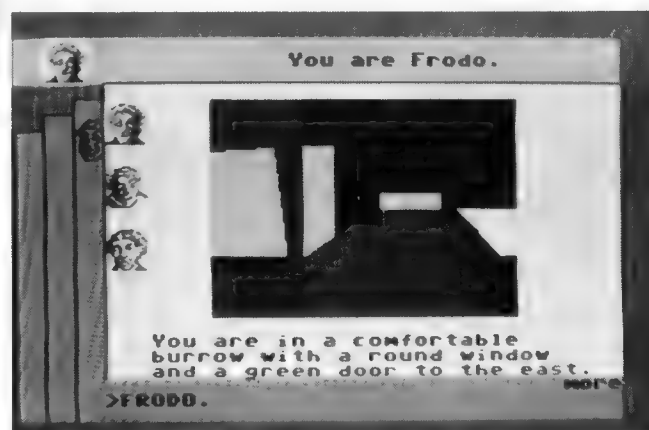 You are Frodo.
You are in a comfortable
burrow with a round window
and a green door to the east.
more
>FRODO.